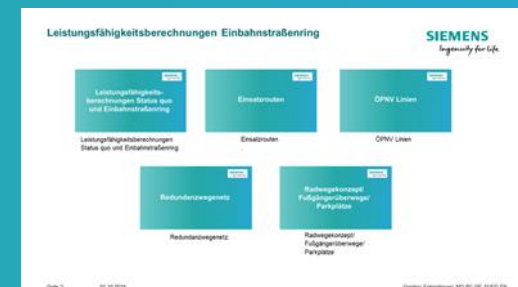 Leistungsfähigkeitsberechnungen Einbahnstraßenring
SIEMENS
Ingenuity for life
Leistungsfähigkeits-
berechnungen Status quo
und Einbahnstraßenring
Einsatzrouten
ÖPNV Linien
Leistungsfähigkeitsberechnungen
Status quo und Einbahnstraßenring
Einsatzrouten
ÖPNV Linien
Redundanzwegenetz
Radwegekonzept/
Fußgängerüberwege/
Parkplätze
Redundanzwegenetz
Radwegekonzept/
Fußgängerüberwege/
Parkplätze